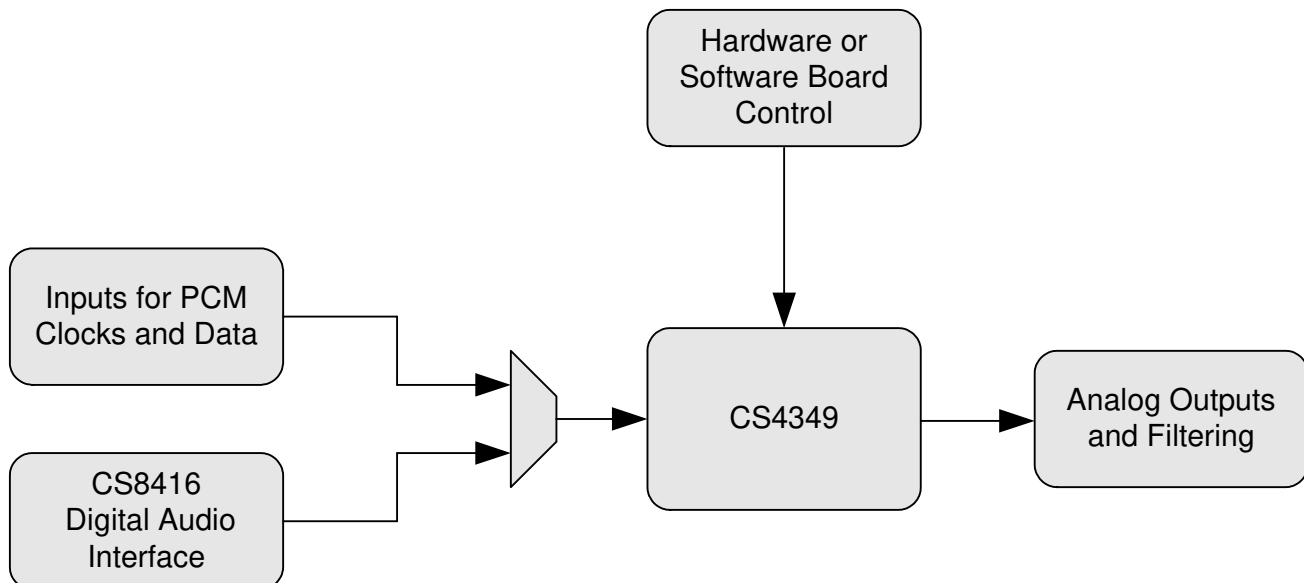 Hardware or
Software Board
Control
Inputs for PCM
Clocks and Data
CS4349
Analog Outputs
and Filtering
CS8416
Digital Audio
Interface